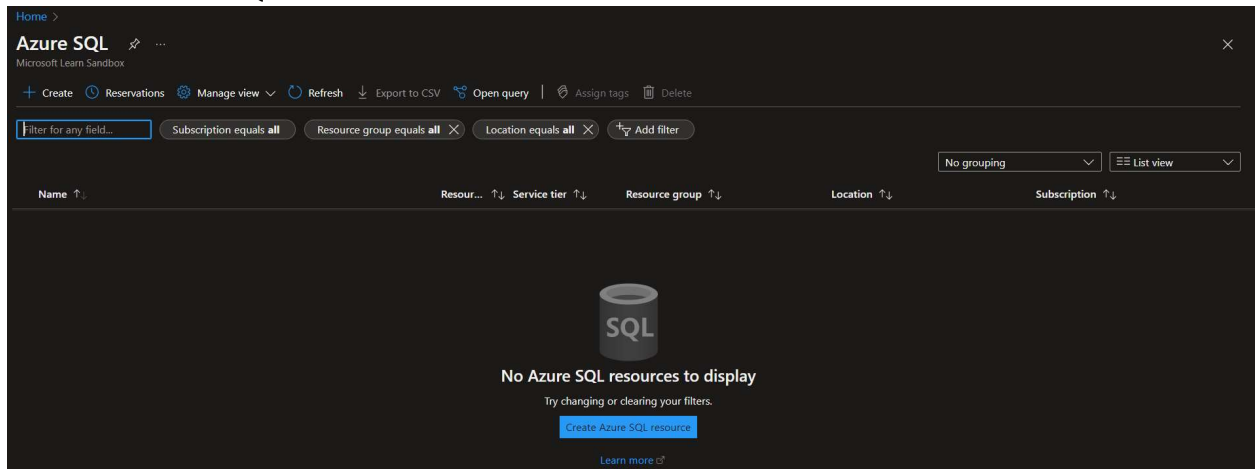 Home >
Azure SQL ...
Microsoft Learn Sandbox
+ Create Reservations Manage view Refresh Export to CSV Open query | Assign tags Delete
Filter for any field... Subscription equals all Resource group equals all Location equals all Add filter
No grouping List view
Name Resour... Service tier Resource group Location Subscription
SQL
No Azure SQL resources to display
Try changing or clearing your filters.
Create Azure SQL resource
Learn more